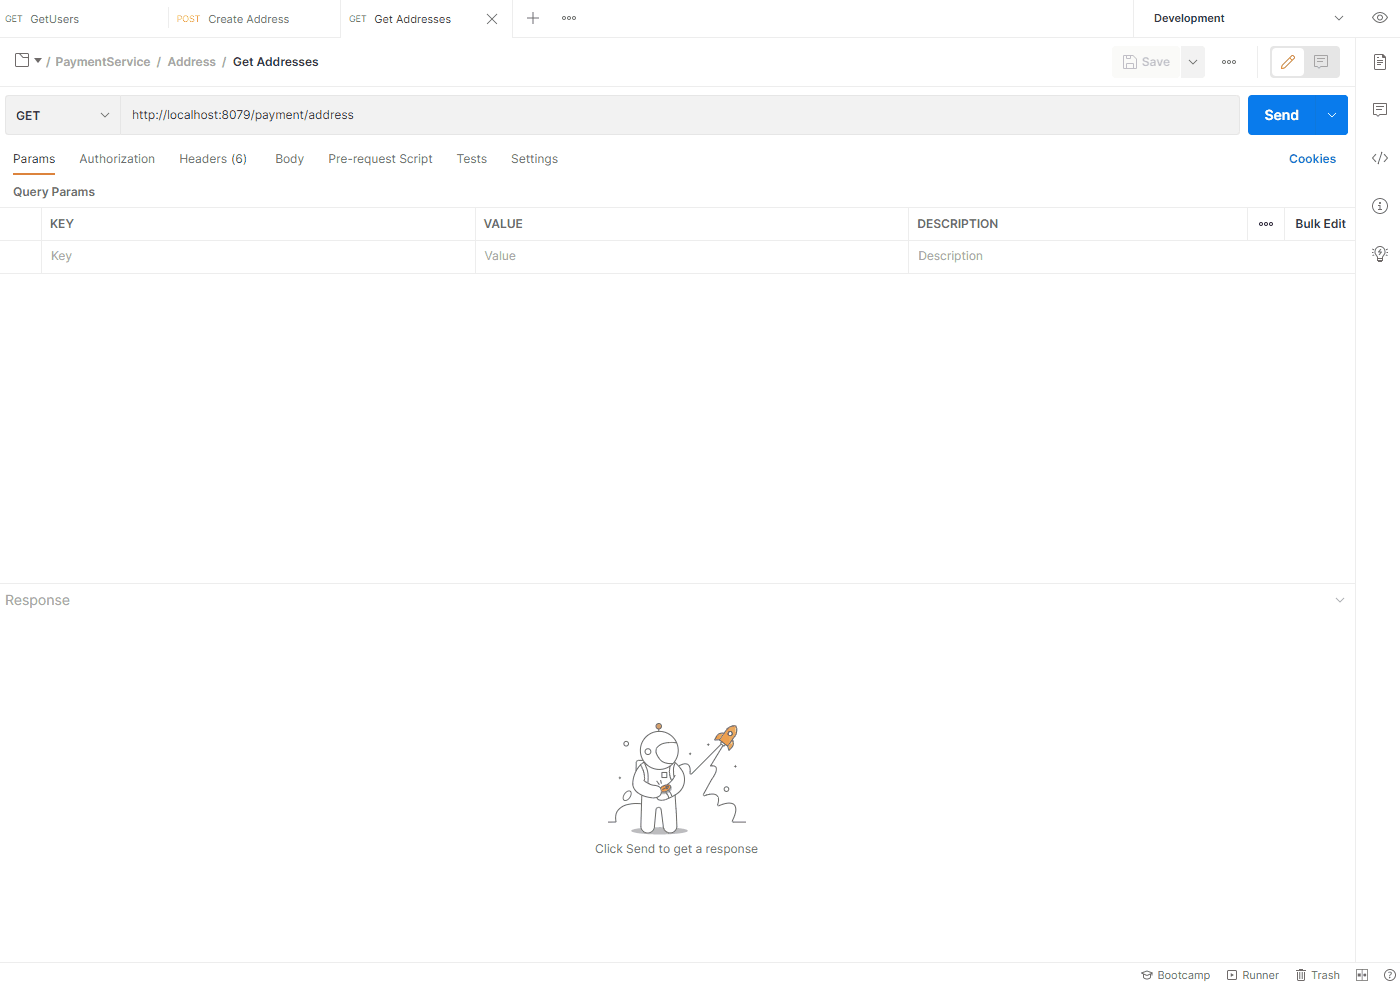 GET GetUsers POST Create Address GET Get Addresses Development
/ PaymentService / Address / Get Addresses Save
GET http://localhost:8079/payment/address Send
Params Authorization Headers (6) Body Pre-request Script Tests Settings Cookies
Query Params
KEY VALUE DESCRIPTION Bulk Edit
Key Value Description
Response
Click Send to get a response
Bootcamp Runner Trash